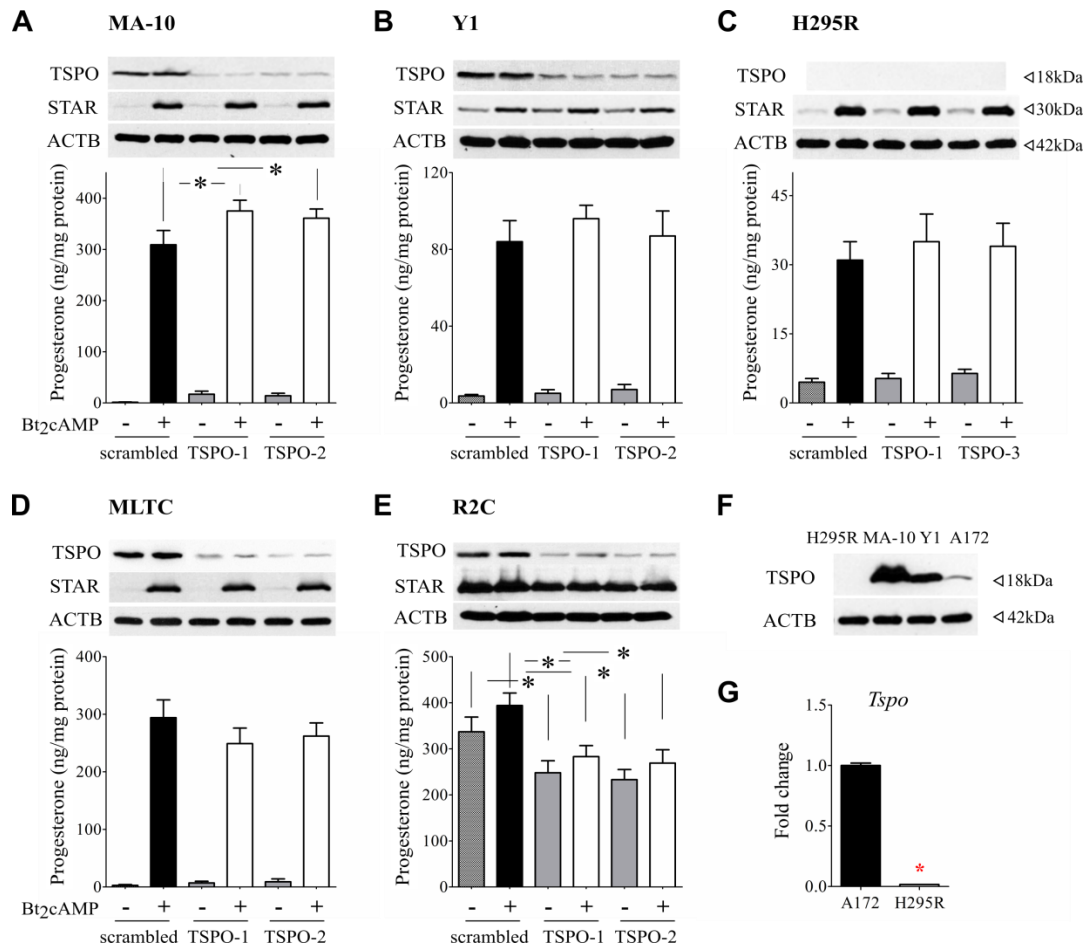 A MA-10
TSPO
STAR
ACTB
Progesterone (ng/mg protein)
400
300
200
100
0
* *
Bt2cAMP - + - + - +
scrambled TSPO-1 TSPO-2
B Y1
TSPO
STAR
ACTB
Progesterone (ng/mg protein)
120
80
40
0
- + - + - +
scrambled TSPO-1 TSPO-2
C H295R
TSPO ◁18kDa
STAR ◁30kDa
ACTB ◁42kDa
Progesterone (ng/mg protein)
45
30
15
0
- + - + - +
scrambled TSPO-1 TSPO-3
D MLTC
TSPO
STAR
ACTB
Progesterone (ng/mg protein)
400
300
200
100
0
Bt2cAMP - + - + - +
scrambled TSPO-1 TSPO-2
E R2C
TSPO
STAR
ACTB
Progesterone (ng/mg protein)
500
400
300
200
100
0
* * * *
- + - + - +
scrambled TSPO-1 TSPO-2
F
H295R MA-10 Y1 A172
TSPO ◁18kDa
ACTB ◁42kDa
G
Tspo
Fold change
1.5
1.0
0.5
0.0
*
A172 H295R